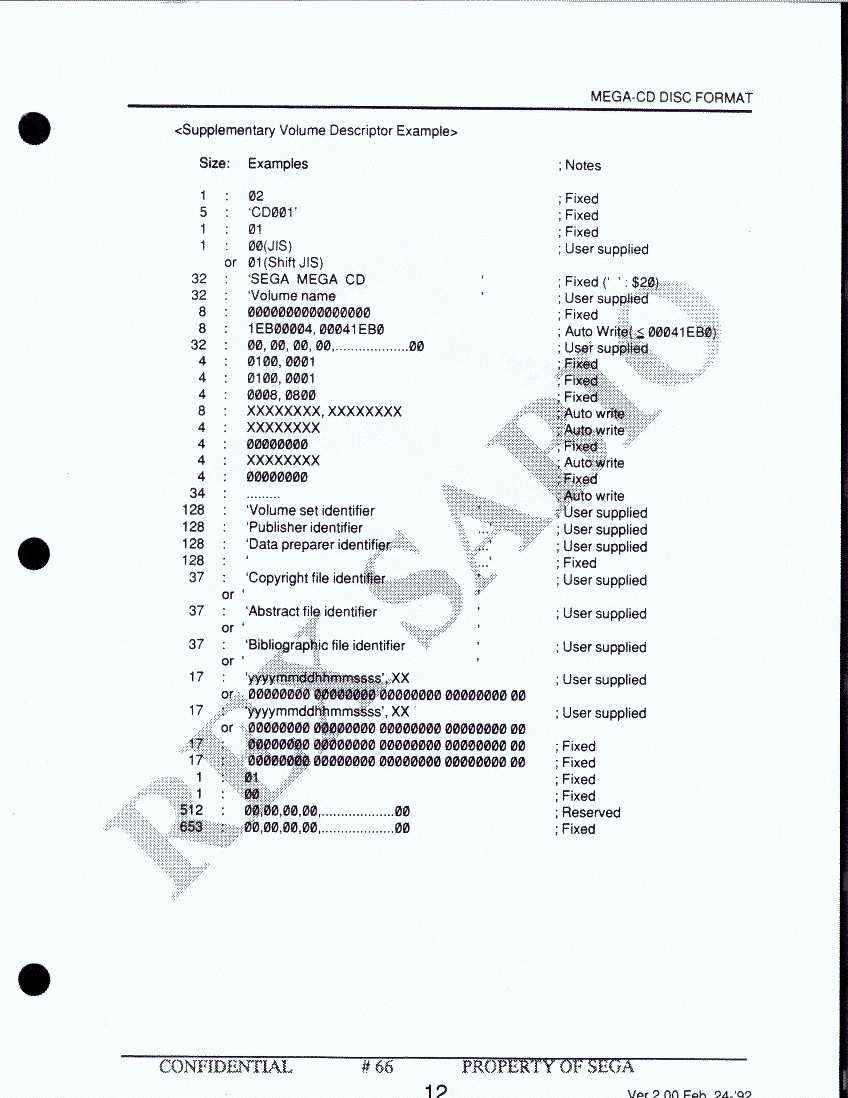 MEGA-CD DISC FORMAT
<Supplementary Volume Descriptor Example>
Size: Examples ; Notes
1 : 02 ; Fixed
5 : 'CD001' ; Fixed
1 : 01 ; Fixed
1 : 00(JIS) ; User supplied
or 01(Shift JIS)
32 : 'SEGA MEGA CD ' ; Fixed (' ' : $20)
32 : 'Volume name ' ; User supplied
8 : 0000000000000000 ; Fixed
8 : 1EB00004, 00041EB0 ; Auto Write( ≤ 00041EB0)
32 : 00, 00, 00, 00,...................00 ; User supplied
4 : 0100, 0001 ; Fixed
4 : 0100, 0001 ; Fixed
4 : 0008, 0800 ; Fixed
8 : XXXXXXXX, XXXXXXXX ; Auto write
4 : XXXXXXXX ; Auto write
4 : 00000000 ; Fixed
4 : XXXXXXXX ; Auto write
4 : 00000000 ; Fixed
34 : ......... ; Auto write
128 : 'Volume set identifier ' ; User supplied
128 : 'Publisher identifier ...' ; User supplied
128 : 'Data preparer identifier ...' ; User supplied
128 : ' ...' ; Fixed
37 : 'Copyright file identifier ' ; User supplied
or ' '
37 : 'Abstract file identifier ' ; User supplied
or ' '
37 : 'Bibliographic file identifier ' ; User supplied
or ' '
17 : 'yyyymmddhhmmssss', XX ; User supplied
or 00000000 00000000 00000000 00000000 00
17 : 'yyyymmddhhmmssss', XX ; User supplied
or 00000000 00000000 00000000 00000000 00
17 : 00000000 00000000 00000000 00000000 00 ; Fixed
17 : 00000000 00000000 00000000 00000000 00 ; Fixed
1 : 01 ; Fixed
1 : 00 ; Fixed
512 : 00,00,00,00,...................00 ; Reserved
653 : 00,00,00,00,...................00 ; Fixed
REX SABIO
CONFIDENTIAL # 66 PROPERTY OF SEGA
12
Ver 2.00 Feb. 24-'92